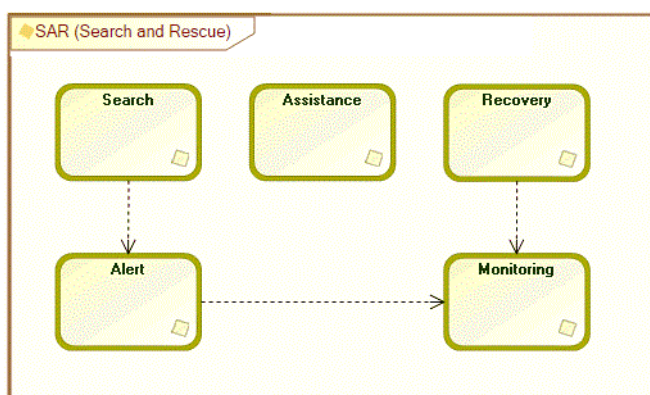 SAR (Search and Rescue)
Search
Assistance
Recovery
Alert
Monitoring